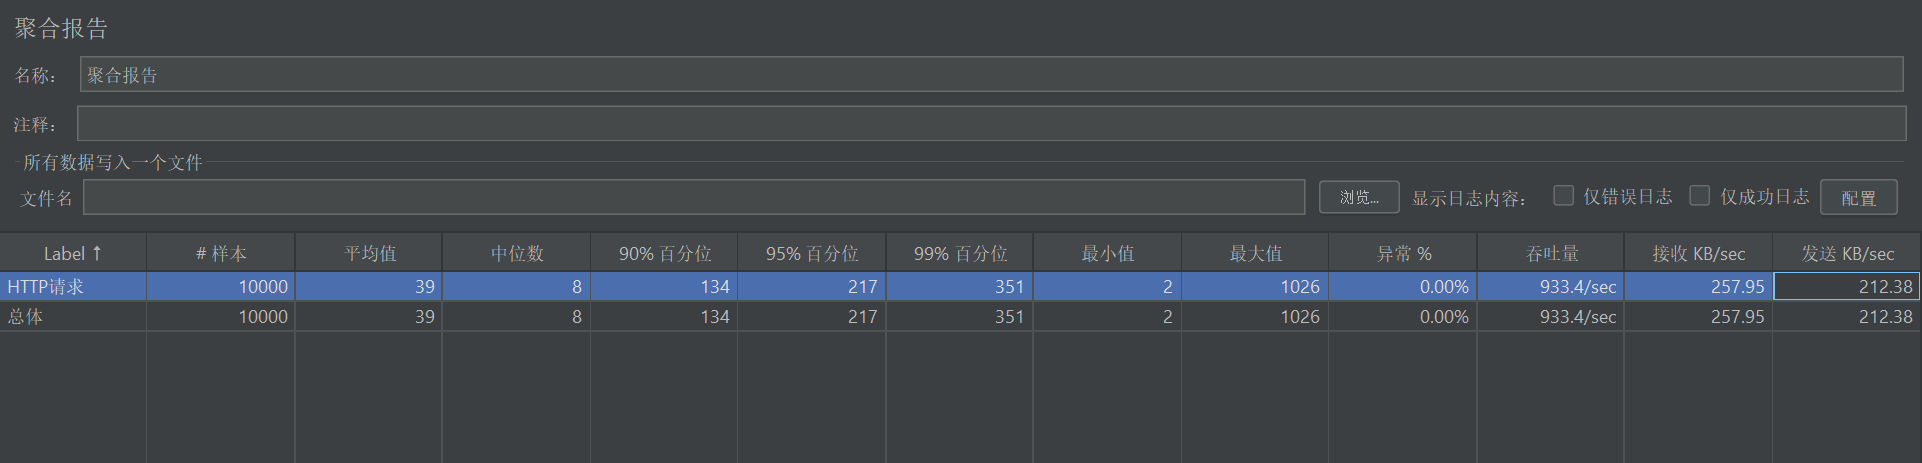 聚合报告
名称： 聚合报告
注释：
所有数据写入一个文件
文件名 浏览... 显示日志内容： 仅错误日志 仅成功日志 配置
Label ↑ # 样本 平均值 中位数 90% 百分位 95% 百分位 99% 百分位 最小值 最大值 异常 % 吞吐量 接收 KB/sec 发送 KB/sec
HTTP请求 10000 39 8 134 217 351 2 1026 0.00% 933.4/sec 257.95 212.38
总体 10000 39 8 134 217 351 2 1026 0.00% 933.4/sec 257.95 212.38